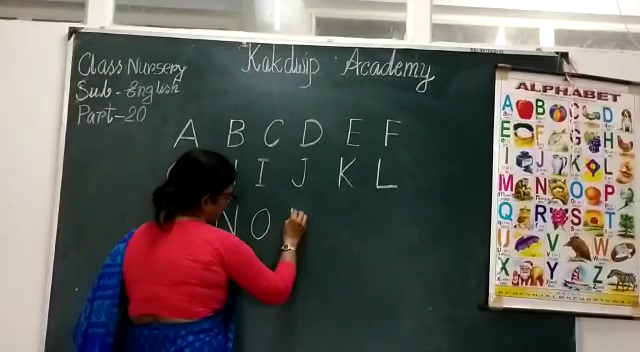 Kakdwip Academy
Class Nursery
Sub - English
Part-20
A B C D E F
I J K L
N O
ALPHABET
A B C D
E F G H
I J K L
M N O P
Q R S T
U V W
X Y Z